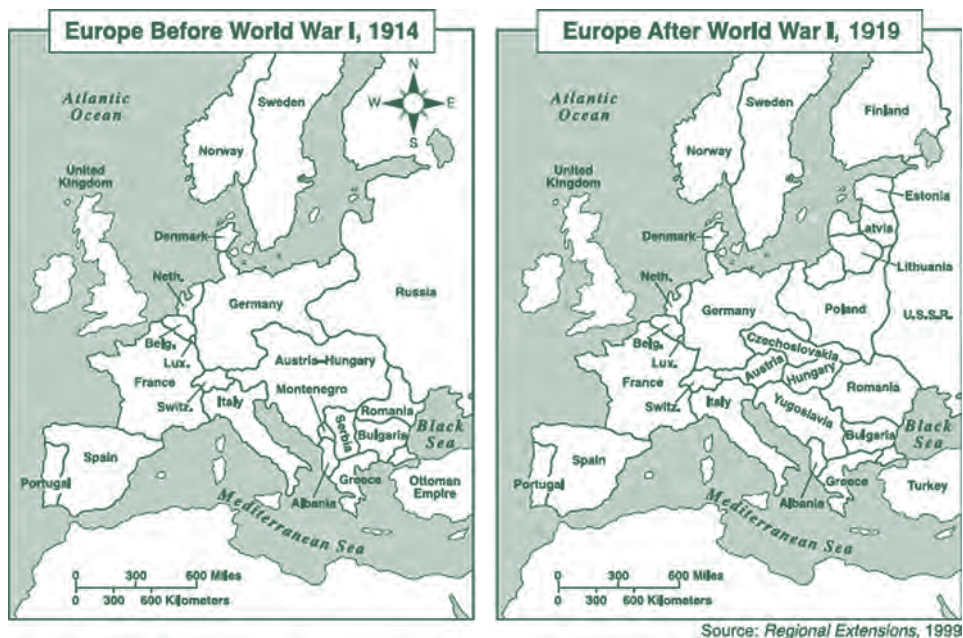 Europe Before World War I, 1914
N
W
E
S
Atlantic
Ocean
Sweden
Norway
United
Kingdom
Denmark
Neth.
Germany
Russia
Belg.
Lux.
Austria-Hungary
France
Montenegro
Switz.
Italy
Romania
Serbia
Bulgaria
Black
Sea
Spain
Portugal
Albania
Greece
Ottoman
Empire
Mediterranean Sea
0 300 600 Miles
0 300 600 Kilometers
Europe After World War I, 1919
Atlantic
Ocean
Sweden
Finland
Norway
United
Kingdom
Estonia
Latvia
Denmark
Lithuania
Neth.
Germany
Poland
U.S.S.R.
Belg.
Lux.
Czechoslovakia
Austria
Hungary
France
Switz.
Italy
Romania
Yugoslavia
Bulgaria
Black
Sea
Spain
Portugal
Albania
Greece
Turkey
Mediterranean Sea
0 300 600 Miles
0 300 600 Kilometers
Source: Regional Extensions, 1999